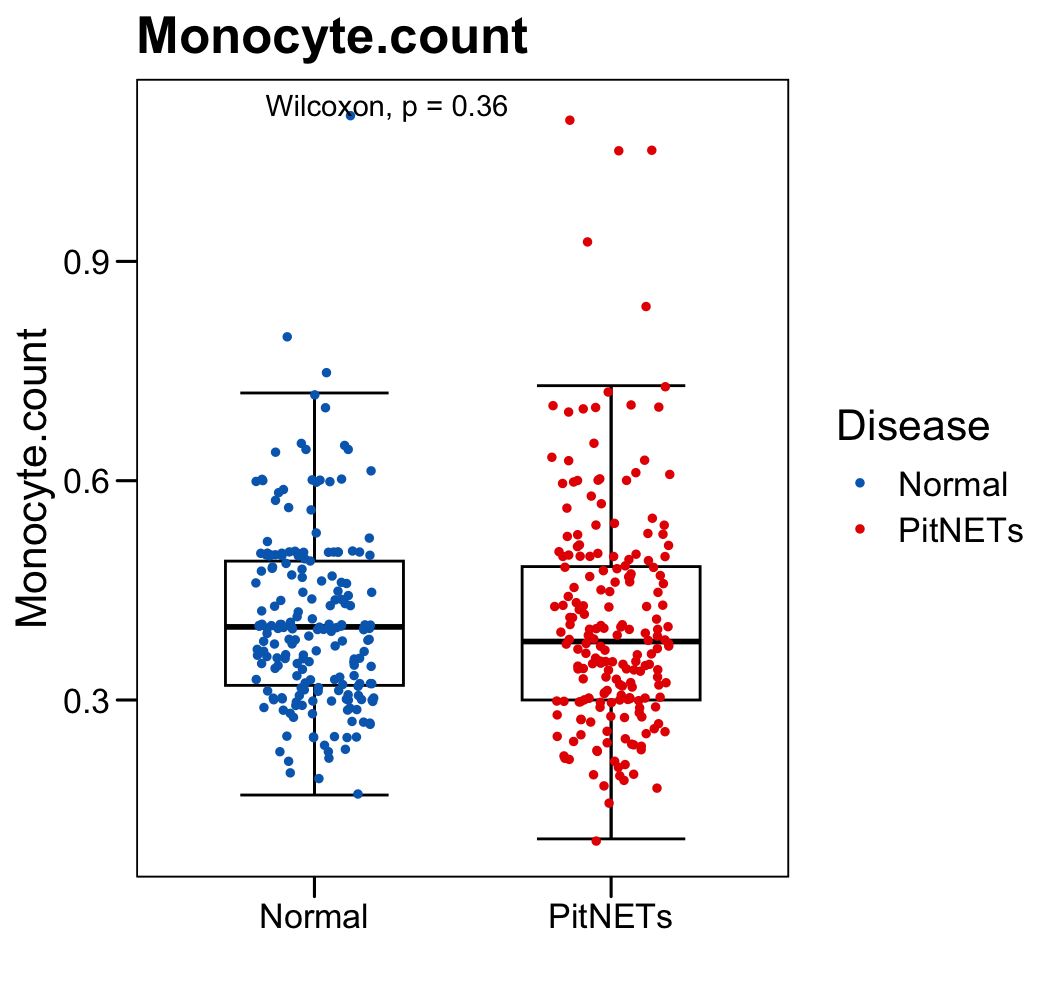 Monocyte.count
Wilcoxon, p = 0.36
Monocyte.count
0.9
0.6
0.3
Normal
PitNETs
Disease
Normal
PitNETs